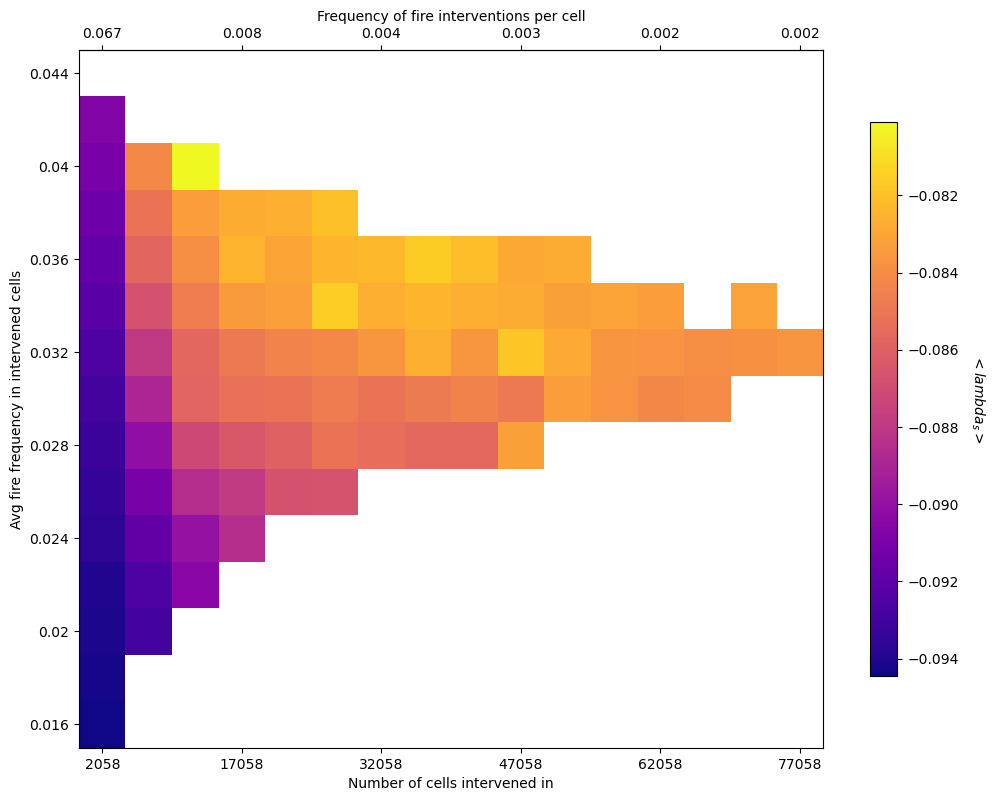 Frequency of fire interventions per cell
0.067 0.008 0.004 0.003 0.002 0.002
0.044
0.04
0.036
0.032
0.028
0.024
0.02
0.016
Avg fire frequency in intervened cells
2058 17058 32058 47058 62058 77058
Number of cells intervened in
−0.082
−0.084
−0.086
−0.088
−0.090
−0.092
−0.094
< lambda_s >